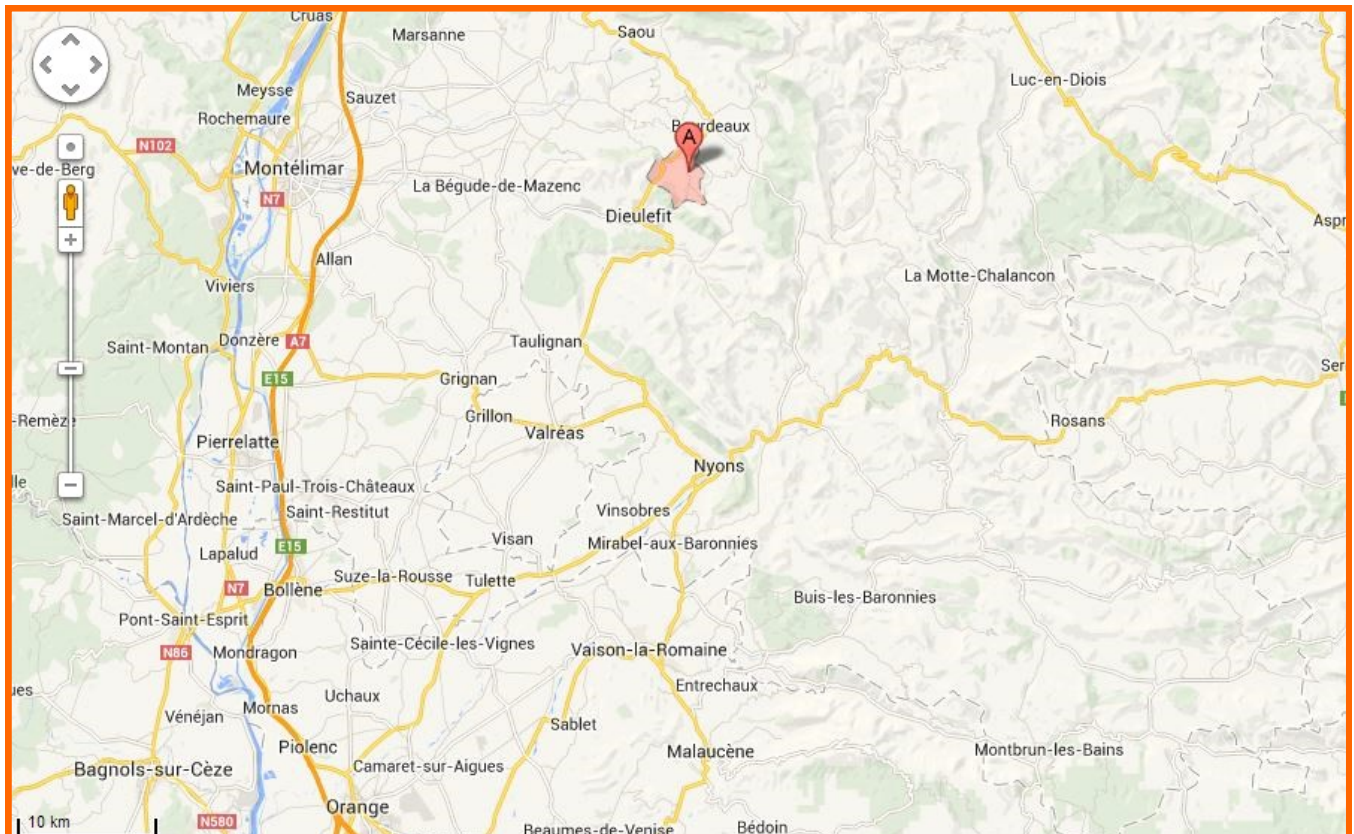 Cruas
Marsanne
Saou
Luc-en-Diois
Meysse
Sauzet
Rochemaure
Bourdeaux
A
N102
ve-de-Berg
Montélimar
La Bégude-de-Mazenc
N7
Dieulefit
Aspr
Allan
La Motte-Chalancon
Viviers
Saint-Montan
Donzère
A7
Taulignan
E15
Grignan
Ser
-Remèze
Grillon
Valréas
Rosans
Pierrelatte
Nyons
lle
Saint-Paul-Trois-Châteaux
Saint-Marcel-d'Ardèche
Saint-Restitut
Vinsobres
Visan
Mirabel-aux-Baronnies
Lapalud
E15
N7
Bollène
Suze-la-Rousse
Tulette
Buis-les-Baronnies
Pont-Saint-Esprit
N86
Mondragon
Sainte-Cécile-les-Vignes
Vaison-la-Romaine
Entrechaux
ues
Uchaux
Vénéjan
Mornas
Sablet
Piolenc
Malaucène
Montbrun-les-Bains
Bagnols-sur-Cèze
Camaret-sur-Aigues
Orange
10 km
N580
Beaumes-de-Venise
Bédoin